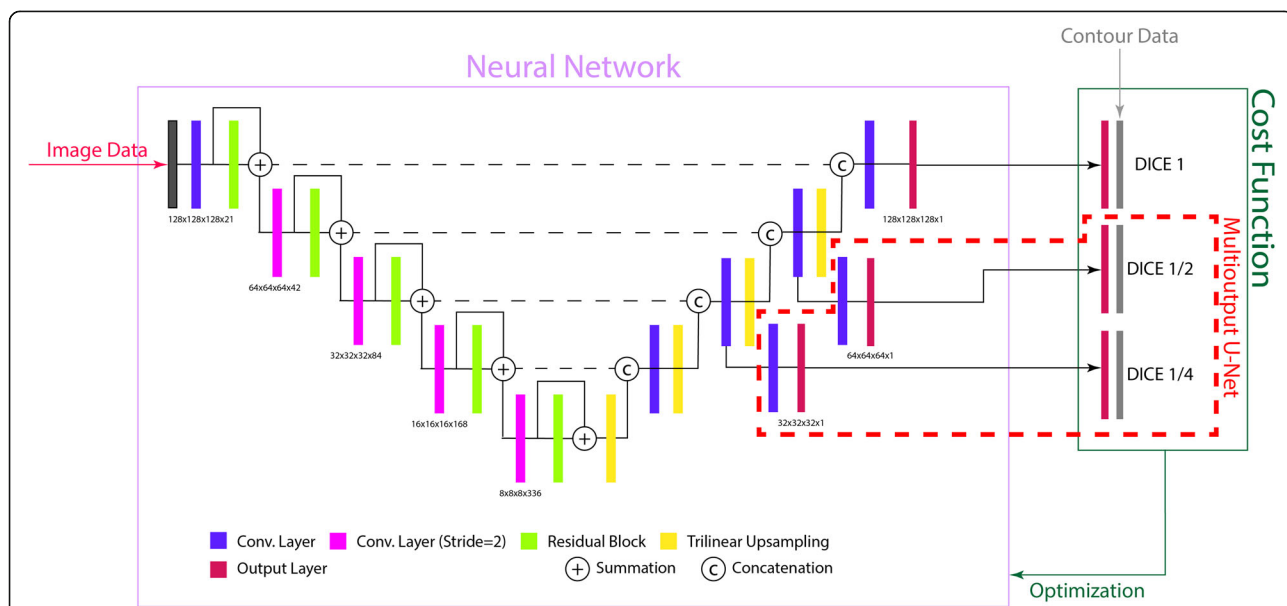 Contour Data
Neural Network
Cost Function
Image Data
DICE 1
128x128x128x21
128x128x128x1
Multioutput U-Net
DICE 1/2
64x64x64x42
32x32x32x84
64x64x64x1
DICE 1/4
16x16x16x168
32x32x32x1
8x8x8x336
Conv. Layer
Conv. Layer (Stride=2)
Residual Block
Trilinear Upsampling
Output Layer
+ Summation
c Concatenation
Optimization